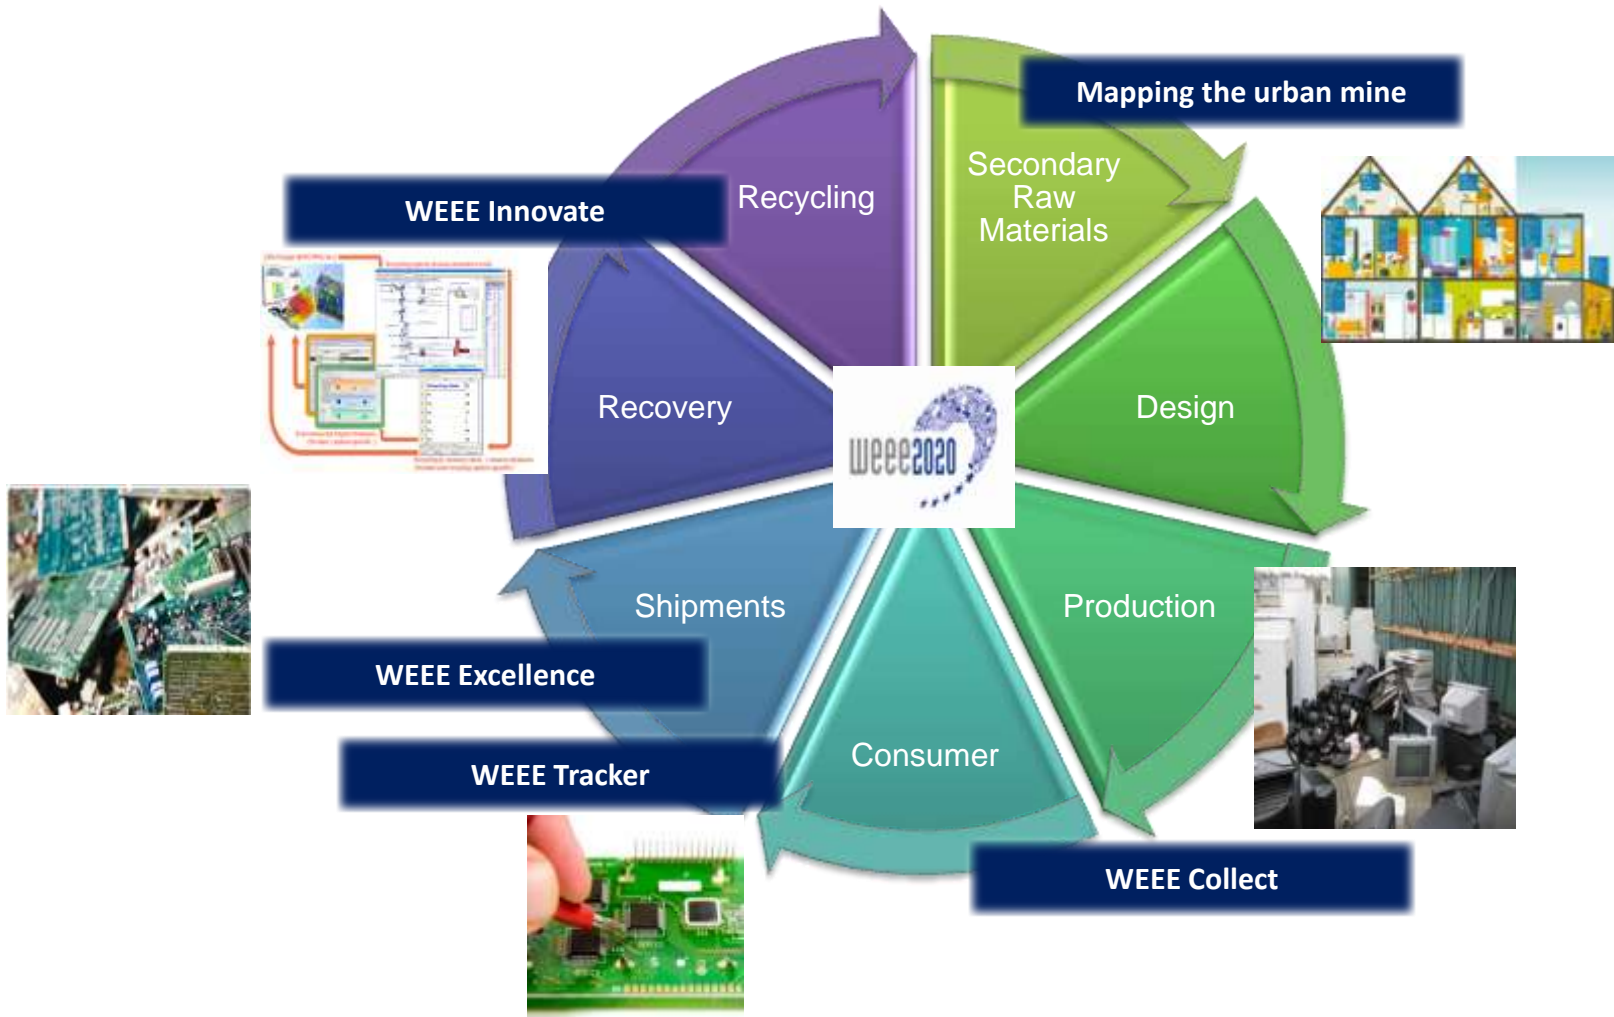 Mapping the urban mine
Secondary
Raw
Materials
Recycling
WEEE Innovate
Design
Recovery
weee2020
Production
Shipments
WEEE Excellence
Consumer
WEEE Tracker
WEEE Collect